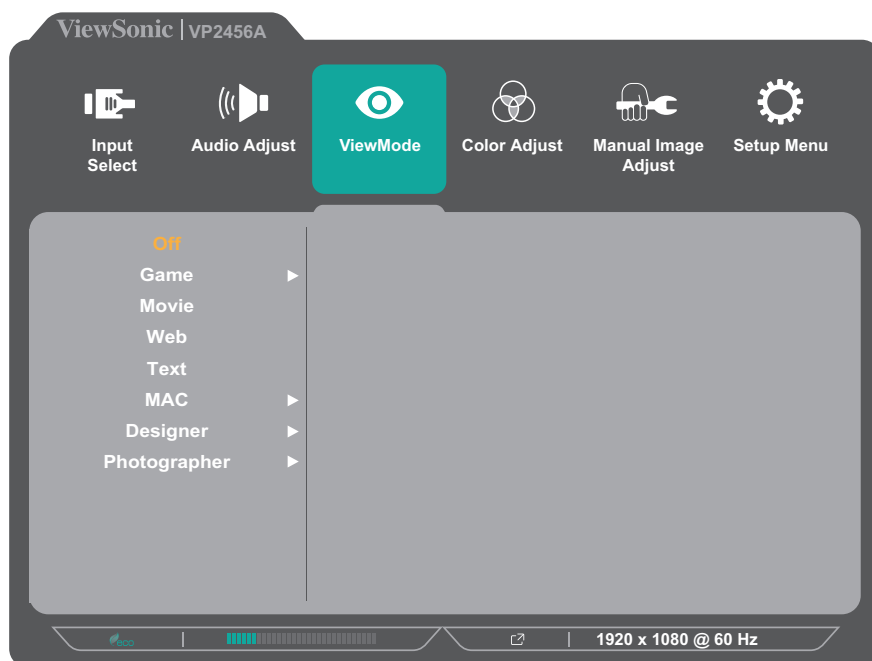 ViewSonic | VP2456A
Input Select
Audio Adjust
ViewMode
Color Adjust
Manual Image Adjust
Setup Menu
Off
Game
Movie
Web
Text
MAC
Designer
Photographer
eco
1920 x 1080 @ 60 Hz